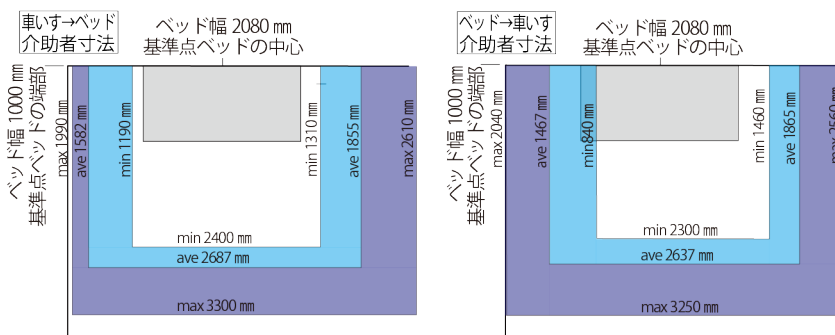 車いす→ベッド
介助者寸法
ベッド幅 2080 ㎜
基準点ベッドの中心
ベッド幅 1000 ㎜
基準点ベッドの端部
max 1990 ㎜
ave 1582 ㎜
min 1190 ㎜
min 1310 ㎜
ave 1855 ㎜
max 2610 ㎜
min 2400 ㎜
ave 2687 ㎜
max 3300 ㎜
ベッド→車いす
介助者寸法
ベッド幅 2080 ㎜
基準点ベッドの中心
ベッド幅 1000 ㎜
基準点ベッドの端部
max 2040 ㎜
ave 1467 ㎜
min840 ㎜
min 1460 ㎜
ave 1865 ㎜
max 2560 ㎜
min 2300 ㎜
ave 2637 ㎜
max 3250 ㎜